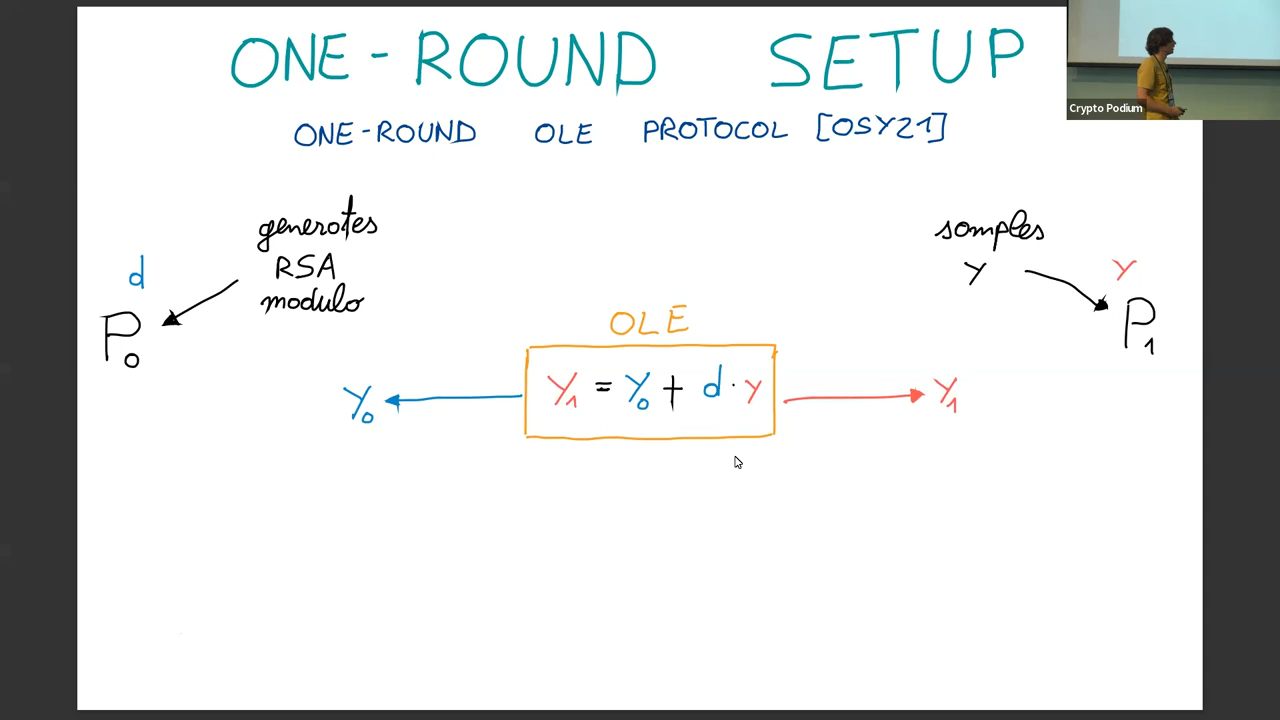 ONE-ROUND SETUP
Crypto Podium
ONE-ROUND OLE PROTOCOL [OSY21]
generates
RSA
modulo
d
P0
samples
y
y
P1
OLE
y0
y1 = y0 + d · y
y1